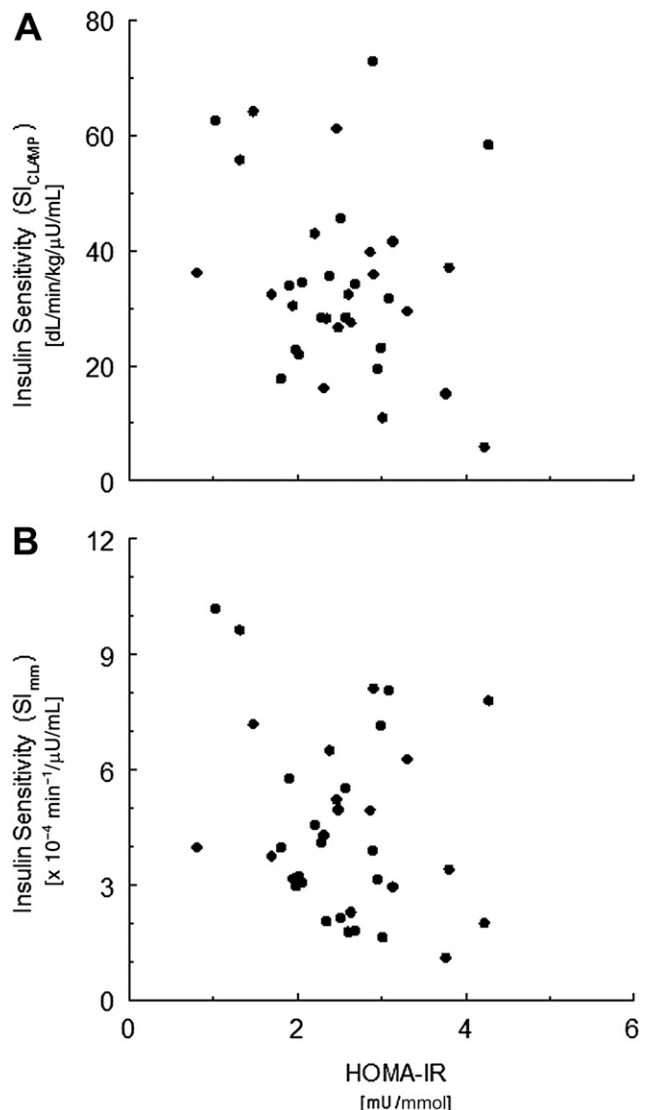 A
80
60
40
20
0
Insulin Sensitivity (SI_CLAMP)
[dL/min/kg/μU/mL]
B
12
9
6
3
0
Insulin Sensitivity (SI_mm)
[x 10⁻⁴ min⁻¹/μU/mL]
0 2 4 6
HOMA-IR
[mU/mmol]